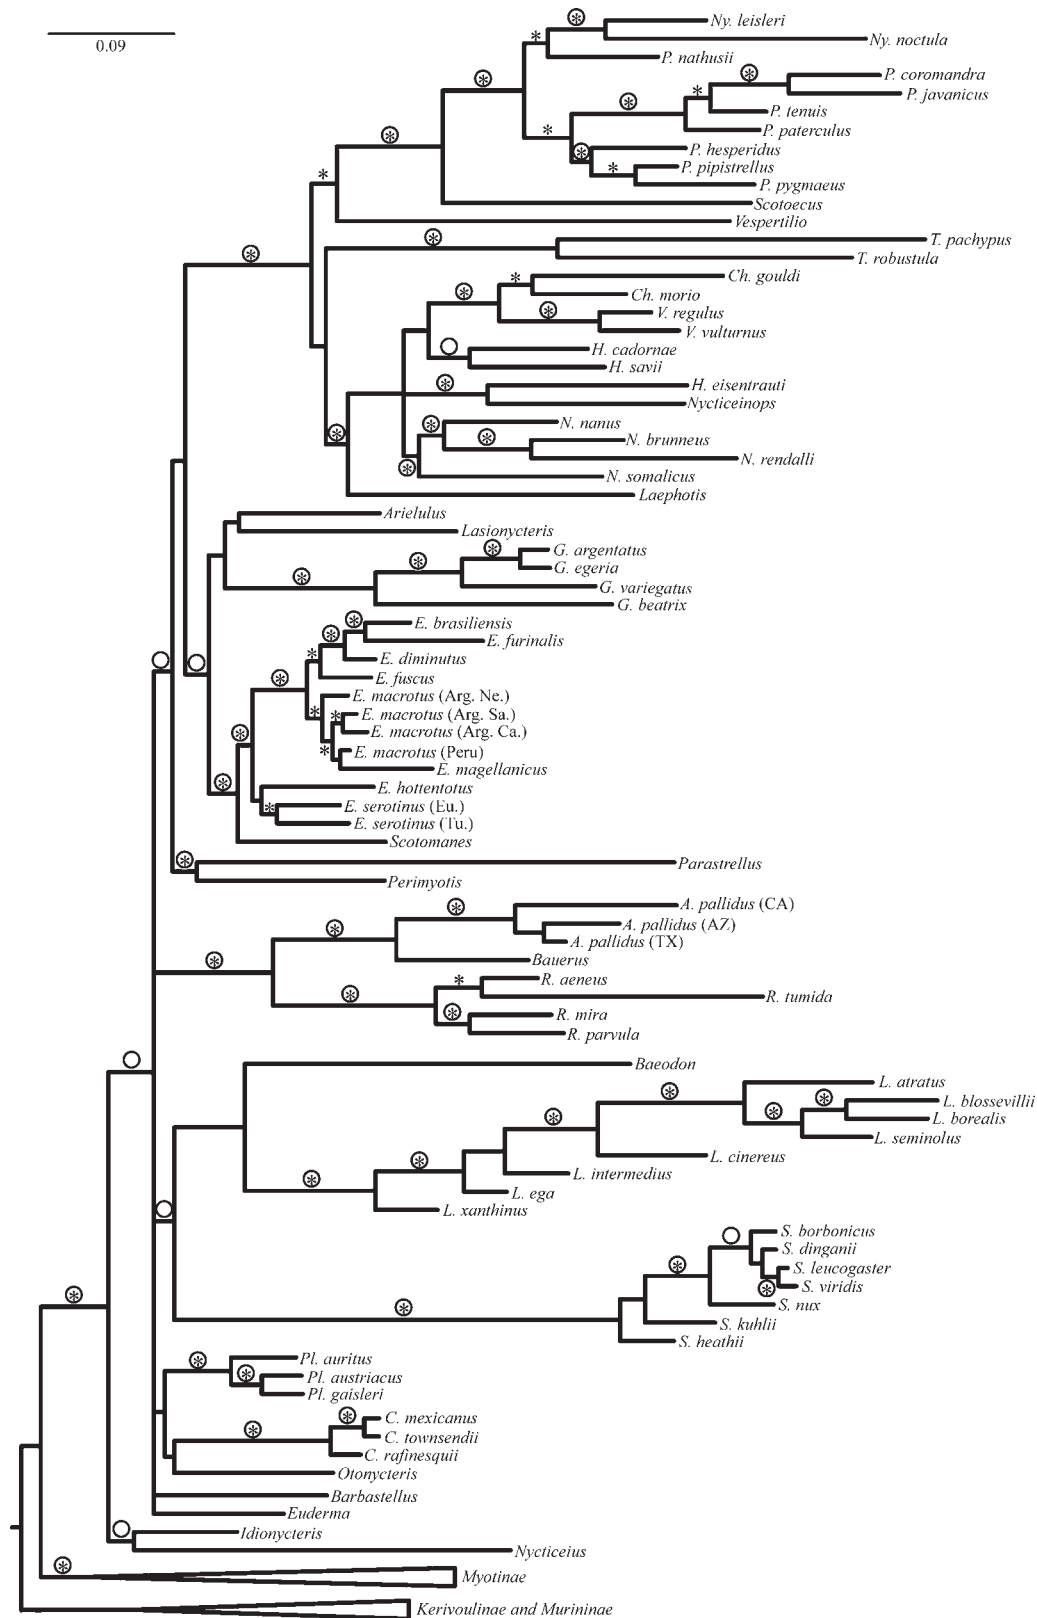 0.09
Ny. leisleri
Ny. noctula
P. nathusii
P. coromandra
P. javanicus
P. tenuis
P. paterculus
P. hesperidus
P. pipistrellus
P. pygmaeus
Scotoecus
Vespertilio
T. pachypus
T. robustula
Ch. gouldi
Ch. morio
V. regulus
V. vulturnus
H. cadornae
H. savii
H. eisentrauti
Nycticeinops
N. nanus
N. brunneus
N. rendalli
N. somalicus
Laephotis
Arielulus
Lasionycteris
G. argentatus
G. egeria
G. variegatus
G. beatrix
E. brasiliensis
E. furinalis
E. diminutus
E. fuscus
E. macrotus (Arg. Ne.)
E. macrotus (Arg. Sa.)
E. macrotus (Arg. Ca.)
E. macrotus (Peru)
E. magellanicus
E. hottentotus
E. serotinus (Eu.)
E. serotinus (Tu.)
Scotomanes
Parastrellus
Perimyotis
A. pallidus (CA)
A. pallidus (AZ)
A. pallidus (TX)
Bauerus
R. aeneus
R. tumida
R. mira
R. parvula
Baeodon
L. atratus
L. blossevillii
L. borealis
L. seminolus
L. cinereus
L. intermedius
L. ega
L. xanthinus
S. borbonicus
S. dinganii
S. leucogaster
S. viridis
S. nux
S. kuhlii
S. heathii
Pl. auritus
Pl. austriacus
Pl. gaisleri
C. mexicanus
C. townsendii
C. rafinesquii
Otonycteris
Barbastellus
Euderma
Idionycteris
Nycticeius
Myotinae
Kerivoulinae and Murininae